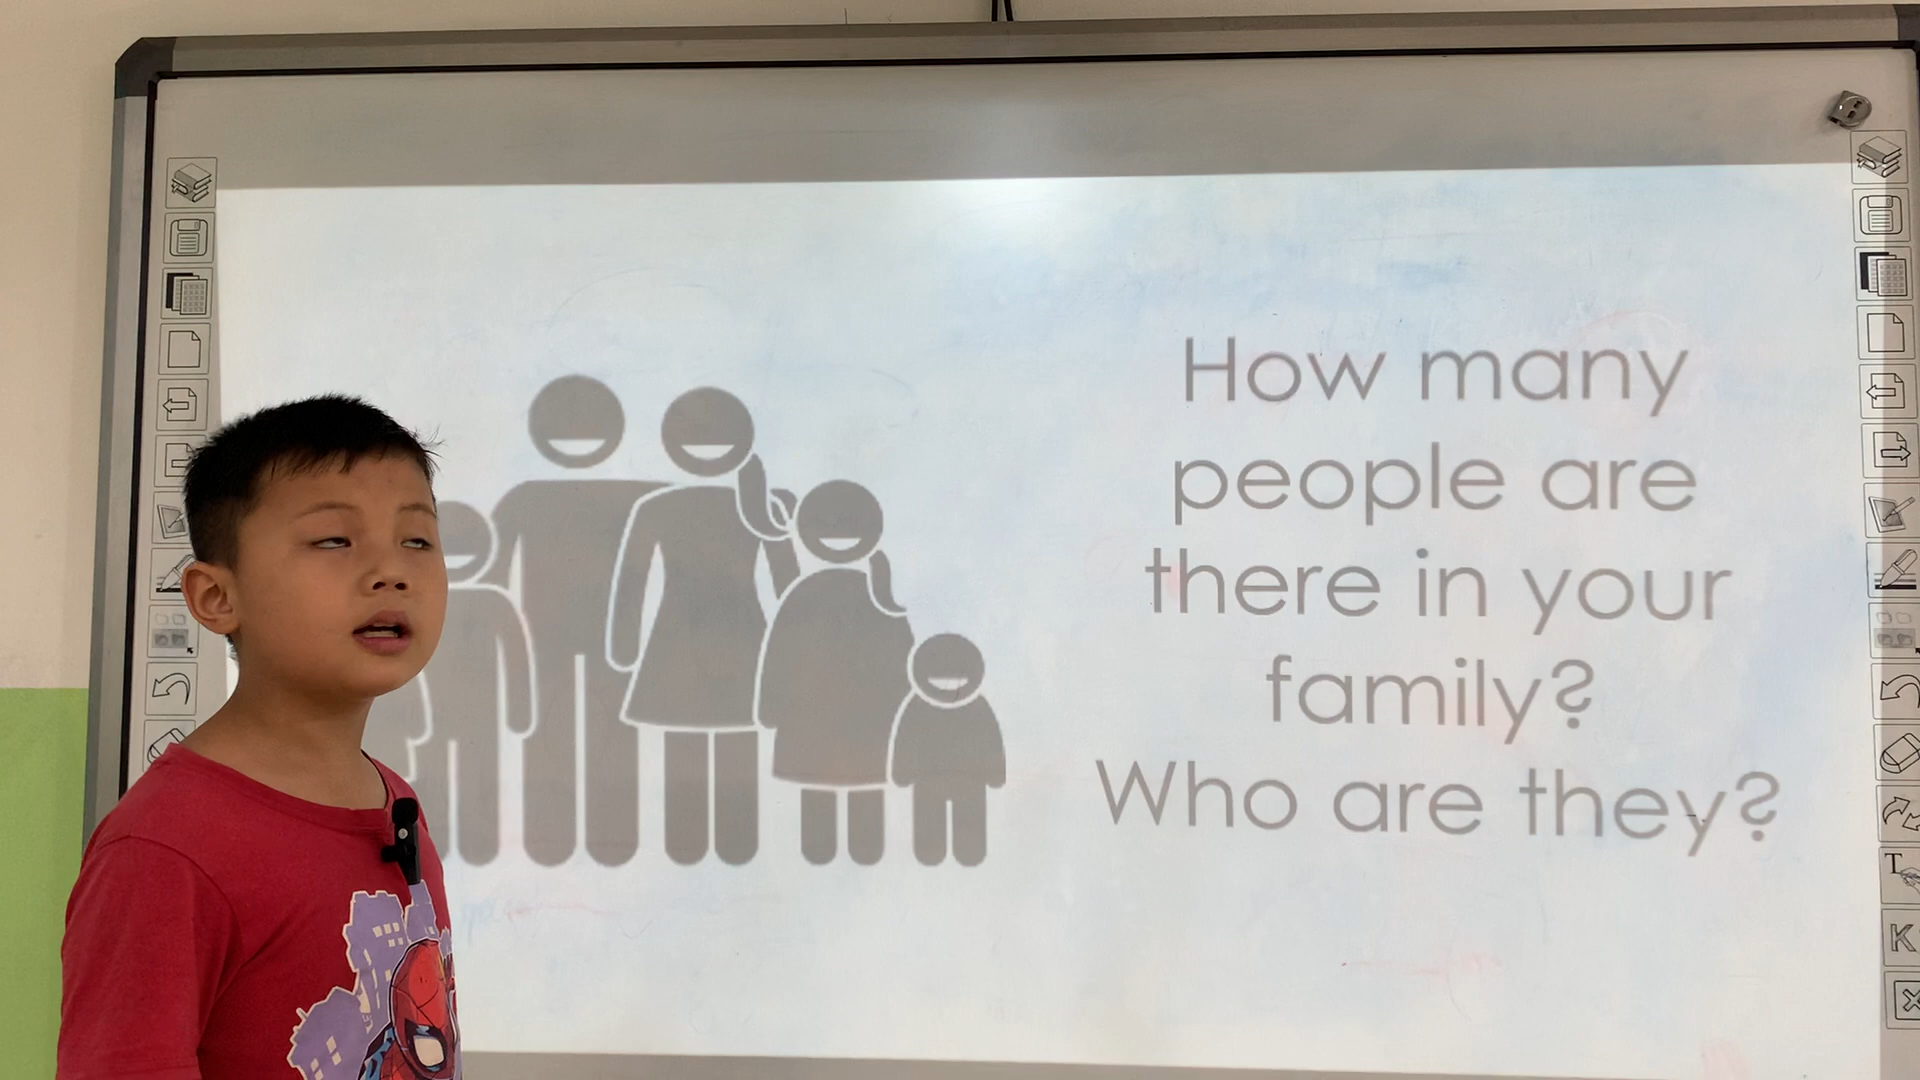 How many
people are
there in your
family?
Who are they?
T
K